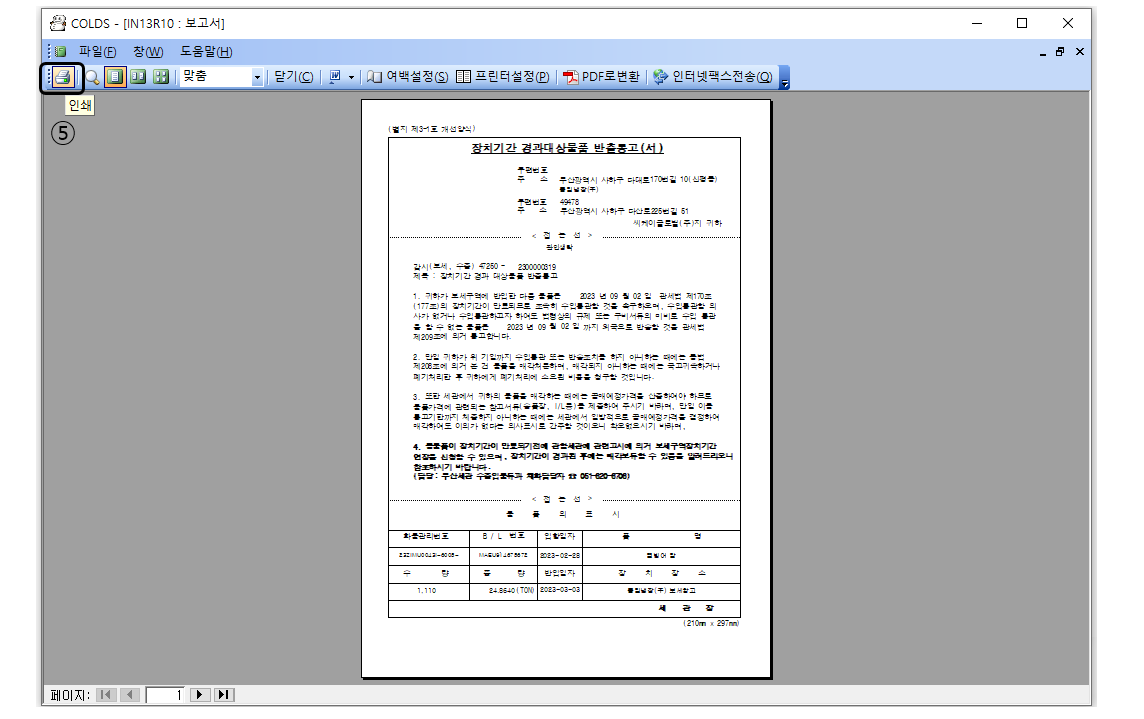 COLDS - [IN13R10 : 보고서]
파일(F) 창(W) 도움말(H)
맞춤 닫기(C) 여백설정(S) 프린터설정(P) PDF로변환 인터넷팩스전송(Q)
인쇄
⑤
(별지 제3-1호 개선양식)
장치기간 경과대상물품 반출통고(서)
우편번호
주 소 부산광역시 사하구 다대로170번길 10(신평동)
동림냉장(주)
우편번호 49478
주 소 부산광역시 사하구 다산로225번길 51
씨케이글로벌(주)지 귀하
< 접 는 선 >
관인생략
감시(보세, 수출) 47250 - 2300000319
제목 : 장치기간 경과 대상물품 반출통고
1. 귀하가 보세구역에 반입한 다음 물품은 2023 년 09 월 02 일 관세법 제170조
(177조)의 장치기간이 만료되므로 조속히 수입통관할 것을 촉구하오며, 수입통관할 의
사가 없거나 수입통관하고자 하여도 법령상의 규제 또는 구비서류의 미비로 수입 통관
을 할 수 없는 물품은 2023 년 09 월 02 일 까지 외국으로 반송할 것을 관세법
제209조에 의거 통고합니다.
2. 만일 귀하가 위 기일까지 수입통관 또는 반송조치를 하지 아니하는 때에는 동법
제208조에 의거 본 건 물품을 매각처분하며, 매각되지 아니하는 때에는 국고귀속하거나
폐기처리한 후 귀하에게 폐기처리에 소요된 비용을 청구할 것입니다.
3. 또한 세관에서 귀하의 물품을 매각하는 때에는 공매예정가격을 산출하여야 하므로
물품가격에 관련되는 참고서류(송품장, I/L등)를 제출하여 주시기 바라며, 만일 이를
통고기한까지 제출하지 아니하는 때에는 세관에서 일방적으로 공매예정가격을 결정하여
매각하여도 이의가 없다는 의사표시로 간주할 것이오니 착오없으시기 바라며,
4. 동물품이 장치기간이 만료되기전에 관할세관에 관련고시에 의거 보세구역장치기간
연장을 신청할 수 있으며, 장치기간이 경과된 후에는 매각보류할 수 있음을 알려드리오니
참조하시기 바랍니다.
(담당 : 부산세관 수출입물류과 체화담당자 ☎ 051-620-6706)
< 접 는 선 >
물 품 의 표 시
화물관리번호 B / L 번호 입항일자 품 명
2023-02-28
수 량 중 량 반입일자 장 치 장 소
1,110 24,8640(TON) 2023-03-03 동림냉장(주) 보세창고
세 관 장
(210㎜ x 297㎜)
페이지: 1